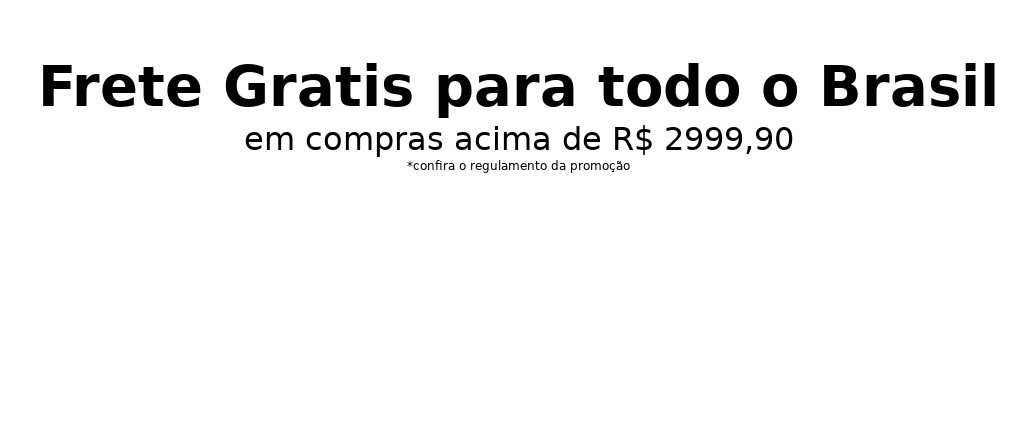 Frete Gratis para todo o Brasil
em compras acima de R$ 2999,90
*confira o regulamento da promoção